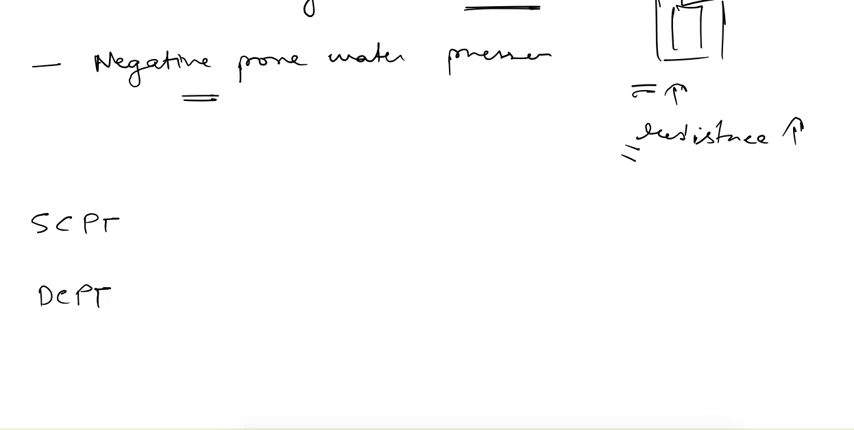 — Negative pore water pressure
= ↑
resistance ↑
SCPT
DCPT